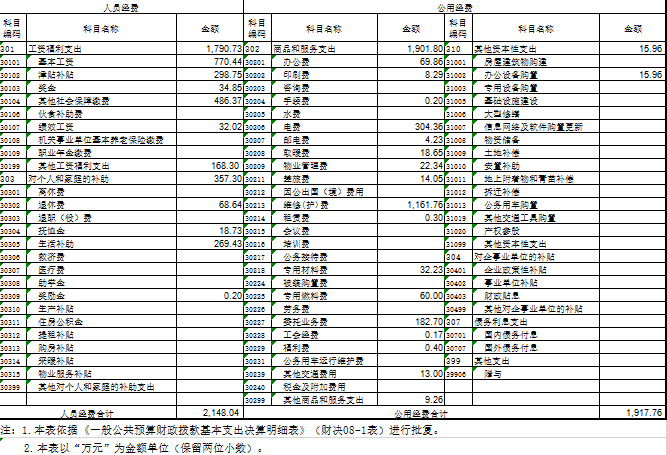 人员经费 公用经费
科目编码 科目名称 金额 科目编码 科目名称 金额 科目编码 科目名称 金额
301 工资福利支出 1,790.73 302 商品和服务支出 1,901.80 310 其他资本性支出 15.96
30101 基本工资 770.44 30201 办公费 69.86 31001 房屋建筑物购建
30102 津贴补贴 298.75 30202 印刷费 8.29 31002 办公设备购置 15.96
30103 奖金 34.85 30203 咨询费 31003 专用设备购置
30104 其他社会保障缴费 486.37 30204 手续费 0.20 31005 基础设施建设
30106 伙食补助费 30205 水费 31006 大型修缮
30107 绩效工资 32.02 30206 电费 304.36 31007 信息网络及软件购置更新
30108 机关事业单位基本养老保险缴费 30207 邮电费 4.23 31008 物资储备
30109 职业年金缴费 30208 取暖费 18.65 31009 土地补偿
30199 其他工资福利支出 168.30 30209 物业管理费 22.34 31010 安置补助
303 对个人和家庭的补助 357.30 30211 差旅费 14.05 31011 地上附着物和青苗补偿
30301 离休费 30212 因公出国（境）费用 31012 拆迁补偿
30302 退休费 68.64 30213 维修(护)费 1,161.76 31013 公务用车购置
30303 退职（役）费 30214 租赁费 0.30 31019 其他交通工具购置
30304 抚恤金 18.73 30215 会议费 31020 产权参股
30305 生活补助 269.43 30216 培训费 31099 其他资本性支出
30306 救济费 30217 公务接待费 304 对企事业单位的补贴
30307 医疗费 30218 专用材料费 32.23 30401 企业政策性补贴
30308 助学金 30224 被装购置费 30402 事业单位补贴
30309 奖励金 0.20 30225 专用燃料费 60.00 30403 财政贴息
30310 生产补贴 30226 劳务费 30499 其他对企事业单位的补贴
30311 住房公积金 30227 委托业务费 182.70 307 债务利息支出
30312 提租补贴 30228 工会经费 0.17 30701 国内债务付息
30313 购房补贴 30229 福利费 0.40 30707 国外债务付息
30314 采暖补贴 30231 公务用车运行维护费 399 其他支出
30315 物业服务补贴 30239 其他交通费用 13.00 39906 赠与
30399 其他对个人和家庭的补助支出 30240 税金及附加费用
30299 其他商品和服务支出 9.26
人员经费合计 2,148.04 公用经费合计 1,917.76
注：1.本表依据《一般公共预算财政拨款基本支出决算明细表》（财决08-1表）进行批复。
2.本表以“万元”为金额单位（保留两位小数）。